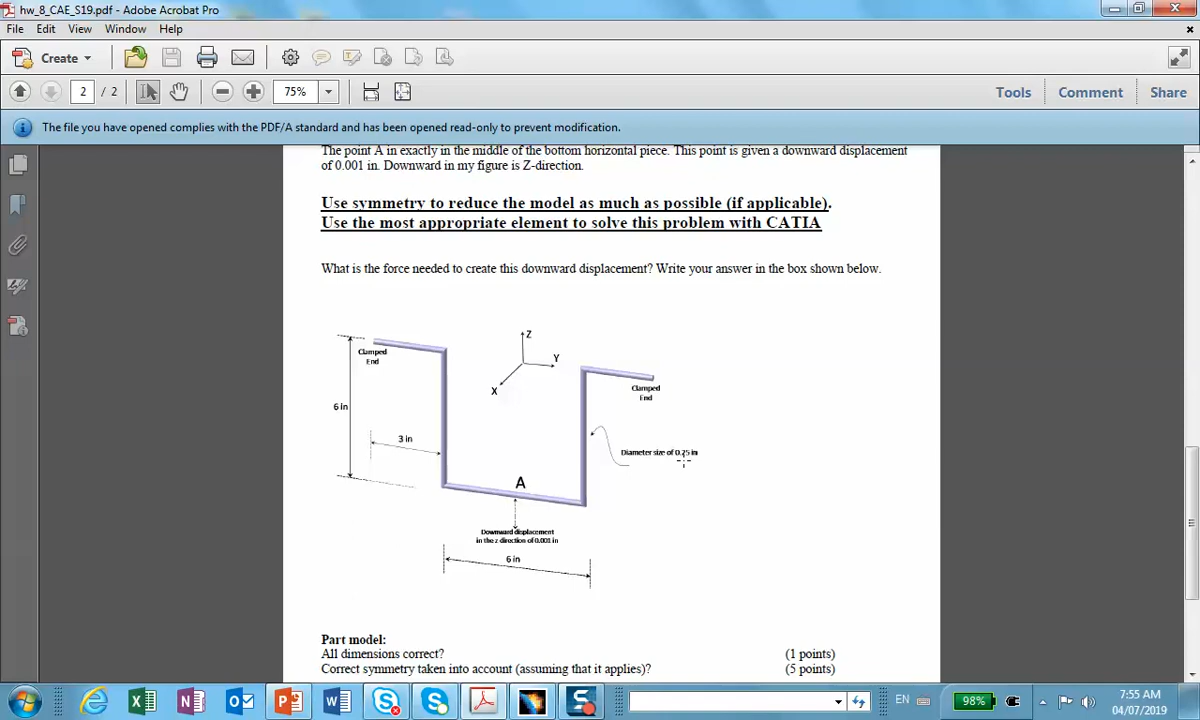 hw_8_CAE_S19.pdf - Adobe Acrobat Pro
File Edit View Window Help
Create
2 / 2 75% Tools Comment Share
The file you have opened complies with the PDF/A standard and has been opened read-only to prevent modification.
The point A in exactly in the middle of the bottom horizontal piece. This point is given a downward displacement
of 0.001 in. Downward in my figure is Z-direction.
Use symmetry to reduce the model as much as possible (if applicable).
Use the most appropriate element to solve this problem with CATIA
What is the force needed to create this downward displacement? Write your answer in the box shown below.
Z
Clamped
End
Y
X
Clamped
End
6 in
3 in
Diameter size of 0.25 in
A
Downward displacement
in the z direction of 0.001 in
6 in
Part model:
All dimensions correct? (1 points)
Correct symmetry taken into account (assuming that it applies)? (5 points)
EN 98% 7:55 AM
04/07/2019